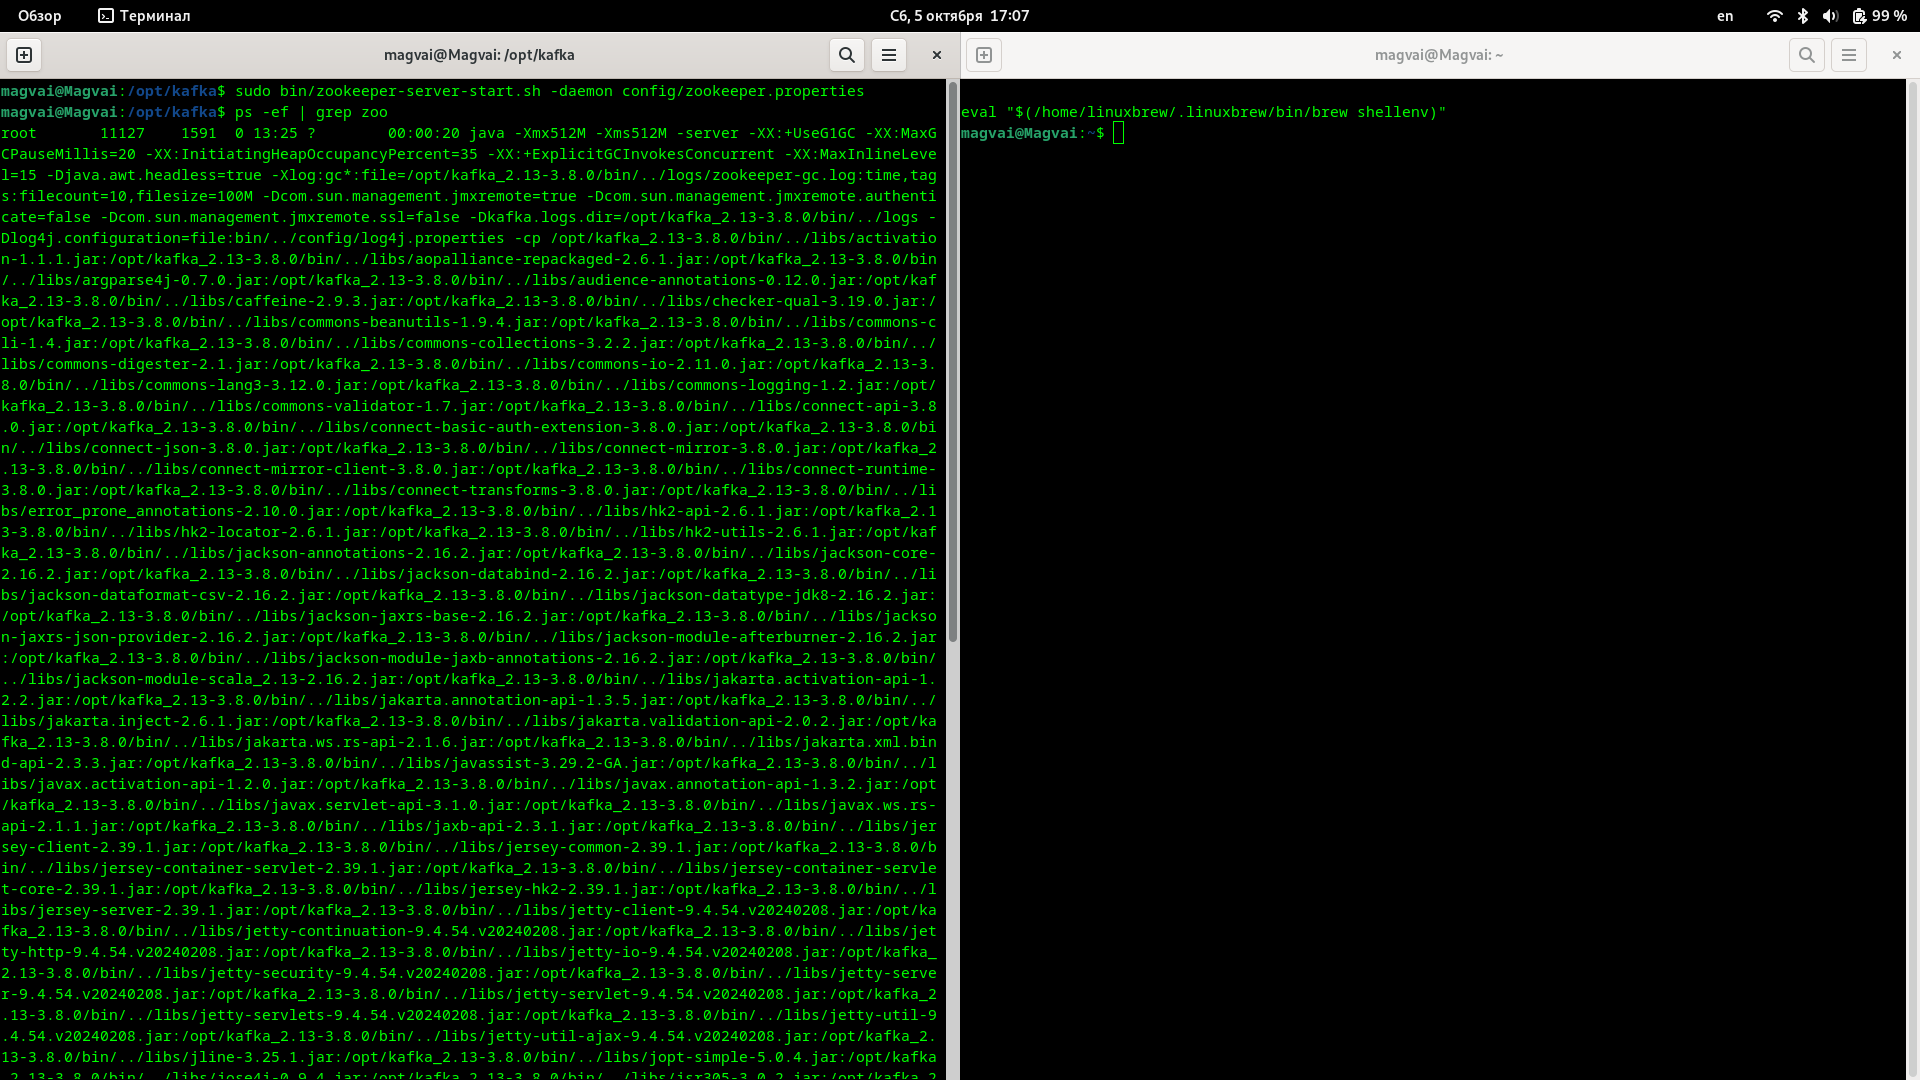 Обзор
Терминал
Сб, 5 октября 17:07
en
99 %
magvai@Magvai: /opt/kafka
magvai@Magvai:/opt/kafka$ sudo bin/zookeeper-server-start.sh -daemon config/zookeeper.properties
magvai@Magvai:/opt/kafka$ ps -ef | grep zoo
root       11127    1591  0 13:25 ?        00:00:20 java -Xmx512M -Xms512M -server -XX:+UseG1GC -XX:MaxG
CPauseMillis=20 -XX:InitiatingHeapOccupancyPercent=35 -XX:+ExplicitGCInvokesConcurrent -XX:MaxInlineLeve
l=15 -Djava.awt.headless=true -Xlog:gc*:file=/opt/kafka_2.13-3.8.0/bin/../logs/zookeeper-gc.log:time,tag
s:filecount=10,filesize=100M -Dcom.sun.management.jmxremote=true -Dcom.sun.management.jmxremote.authenti
cate=false -Dcom.sun.management.jmxremote.ssl=false -Dkafka.logs.dir=/opt/kafka_2.13-3.8.0/bin/../logs -
Dlog4j.configuration=file:bin/../config/log4j.properties -cp /opt/kafka_2.13-3.8.0/bin/../libs/activatio
n-1.1.1.jar:/opt/kafka_2.13-3.8.0/bin/../libs/aopalliance-repackaged-2.6.1.jar:/opt/kafka_2.13-3.8.0/bin
/../libs/argparse4j-0.7.0.jar:/opt/kafka_2.13-3.8.0/bin/../libs/audience-annotations-0.12.0.jar:/opt/kaf
ka_2.13-3.8.0/bin/../libs/caffeine-2.9.3.jar:/opt/kafka_2.13-3.8.0/bin/../libs/checker-qual-3.19.0.jar:/
opt/kafka_2.13-3.8.0/bin/../libs/commons-beanutils-1.9.4.jar:/opt/kafka_2.13-3.8.0/bin/../libs/commons-c
li-1.4.jar:/opt/kafka_2.13-3.8.0/bin/../libs/commons-collections-3.2.2.jar:/opt/kafka_2.13-3.8.0/bin/../
libs/commons-digester-2.1.jar:/opt/kafka_2.13-3.8.0/bin/../libs/commons-io-2.11.0.jar:/opt/kafka_2.13-3.
8.0/bin/../libs/commons-lang3-3.12.0.jar:/opt/kafka_2.13-3.8.0/bin/../libs/commons-logging-1.2.jar:/opt/
kafka_2.13-3.8.0/bin/../libs/commons-validator-1.7.jar:/opt/kafka_2.13-3.8.0/bin/../libs/connect-api-3.8
.0.jar:/opt/kafka_2.13-3.8.0/bin/../libs/connect-basic-auth-extension-3.8.0.jar:/opt/kafka_2.13-3.8.0/bi
n/../libs/connect-json-3.8.0.jar:/opt/kafka_2.13-3.8.0/bin/../libs/connect-mirror-3.8.0.jar:/opt/kafka_2
.13-3.8.0/bin/../libs/connect-mirror-client-3.8.0.jar:/opt/kafka_2.13-3.8.0/bin/../libs/connect-runtime-
3.8.0.jar:/opt/kafka_2.13-3.8.0/bin/../libs/connect-transforms-3.8.0.jar:/opt/kafka_2.13-3.8.0/bin/../li
bs/error_prone_annotations-2.10.0.jar:/opt/kafka_2.13-3.8.0/bin/../libs/hk2-api-2.6.1.jar:/opt/kafka_2.1
3-3.8.0/bin/../libs/hk2-locator-2.6.1.jar:/opt/kafka_2.13-3.8.0/bin/../libs/hk2-utils-2.6.1.jar:/opt/kaf
ka_2.13-3.8.0/bin/../libs/jackson-annotations-2.16.2.jar:/opt/kafka_2.13-3.8.0/bin/../libs/jackson-core-
2.16.2.jar:/opt/kafka_2.13-3.8.0/bin/../libs/jackson-databind-2.16.2.jar:/opt/kafka_2.13-3.8.0/bin/../li
bs/jackson-dataformat-csv-2.16.2.jar:/opt/kafka_2.13-3.8.0/bin/../libs/jackson-datatype-jdk8-2.16.2.jar:
/opt/kafka_2.13-3.8.0/bin/../libs/jackson-jaxrs-base-2.16.2.jar:/opt/kafka_2.13-3.8.0/bin/../libs/jackso
n-jaxrs-json-provider-2.16.2.jar:/opt/kafka_2.13-3.8.0/bin/../libs/jackson-module-afterburner-2.16.2.jar
:/opt/kafka_2.13-3.8.0/bin/../libs/jackson-module-jaxb-annotations-2.16.2.jar:/opt/kafka_2.13-3.8.0/bin/
../libs/jackson-module-scala_2.13-2.16.2.jar:/opt/kafka_2.13-3.8.0/bin/../libs/jakarta.activation-api-1.
2.2.jar:/opt/kafka_2.13-3.8.0/bin/../libs/jakarta.annotation-api-1.3.5.jar:/opt/kafka_2.13-3.8.0/bin/../
libs/jakarta.inject-2.6.1.jar:/opt/kafka_2.13-3.8.0/bin/../libs/jakarta.validation-api-2.0.2.jar:/opt/ka
fka_2.13-3.8.0/bin/../libs/jakarta.ws.rs-api-2.1.6.jar:/opt/kafka_2.13-3.8.0/bin/../libs/jakarta.xml.bin
d-api-2.3.3.jar:/opt/kafka_2.13-3.8.0/bin/../libs/javassist-3.29.2-GA.jar:/opt/kafka_2.13-3.8.0/bin/../l
ibs/javax.activation-api-1.2.0.jar:/opt/kafka_2.13-3.8.0/bin/../libs/javax.annotation-api-1.3.2.jar:/opt
/kafka_2.13-3.8.0/bin/../libs/javax.servlet-api-3.1.0.jar:/opt/kafka_2.13-3.8.0/bin/../libs/javax.ws.rs-
api-2.1.1.jar:/opt/kafka_2.13-3.8.0/bin/../libs/jaxb-api-2.3.1.jar:/opt/kafka_2.13-3.8.0/bin/../libs/jer
sey-client-2.39.1.jar:/opt/kafka_2.13-3.8.0/bin/../libs/jersey-common-2.39.1.jar:/opt/kafka_2.13-3.8.0/b
in/../libs/jersey-container-servlet-2.39.1.jar:/opt/kafka_2.13-3.8.0/bin/../libs/jersey-container-servle
t-core-2.39.1.jar:/opt/kafka_2.13-3.8.0/bin/../libs/jersey-hk2-2.39.1.jar:/opt/kafka_2.13-3.8.0/bin/../l
ibs/jersey-server-2.39.1.jar:/opt/kafka_2.13-3.8.0/bin/../libs/jetty-client-9.4.54.v20240208.jar:/opt/ka
fka_2.13-3.8.0/bin/../libs/jetty-continuation-9.4.54.v20240208.jar:/opt/kafka_2.13-3.8.0/bin/../libs/jet
ty-http-9.4.54.v20240208.jar:/opt/kafka_2.13-3.8.0/bin/../libs/jetty-io-9.4.54.v20240208.jar:/opt/kafka_
2.13-3.8.0/bin/../libs/jetty-security-9.4.54.v20240208.jar:/opt/kafka_2.13-3.8.0/bin/../libs/jetty-serve
r-9.4.54.v20240208.jar:/opt/kafka_2.13-3.8.0/bin/../libs/jetty-servlet-9.4.54.v20240208.jar:/opt/kafka_2
.13-3.8.0/bin/../libs/jetty-servlets-9.4.54.v20240208.jar:/opt/kafka_2.13-3.8.0/bin/../libs/jetty-util-9
.4.54.v20240208.jar:/opt/kafka_2.13-3.8.0/bin/../libs/jetty-util-ajax-9.4.54.v20240208.jar:/opt/kafka_2.
13-3.8.0/bin/../libs/jline-3.25.1.jar:/opt/kafka_2.13-3.8.0/bin/../libs/jopt-simple-5.0.4.jar:/opt/kafka
_2.13-3.8.0/bin/../libs/jose4j-0.9.4.jar:/opt/kafka_2.13-3.8.0/bin/../libs/jsr305-3.0.2.jar:/opt/kafka_2
magvai@Magvai: ~
eval "$(/home/linuxbrew/.linuxbrew/bin/brew shellenv)"
magvai@Magvai:~$